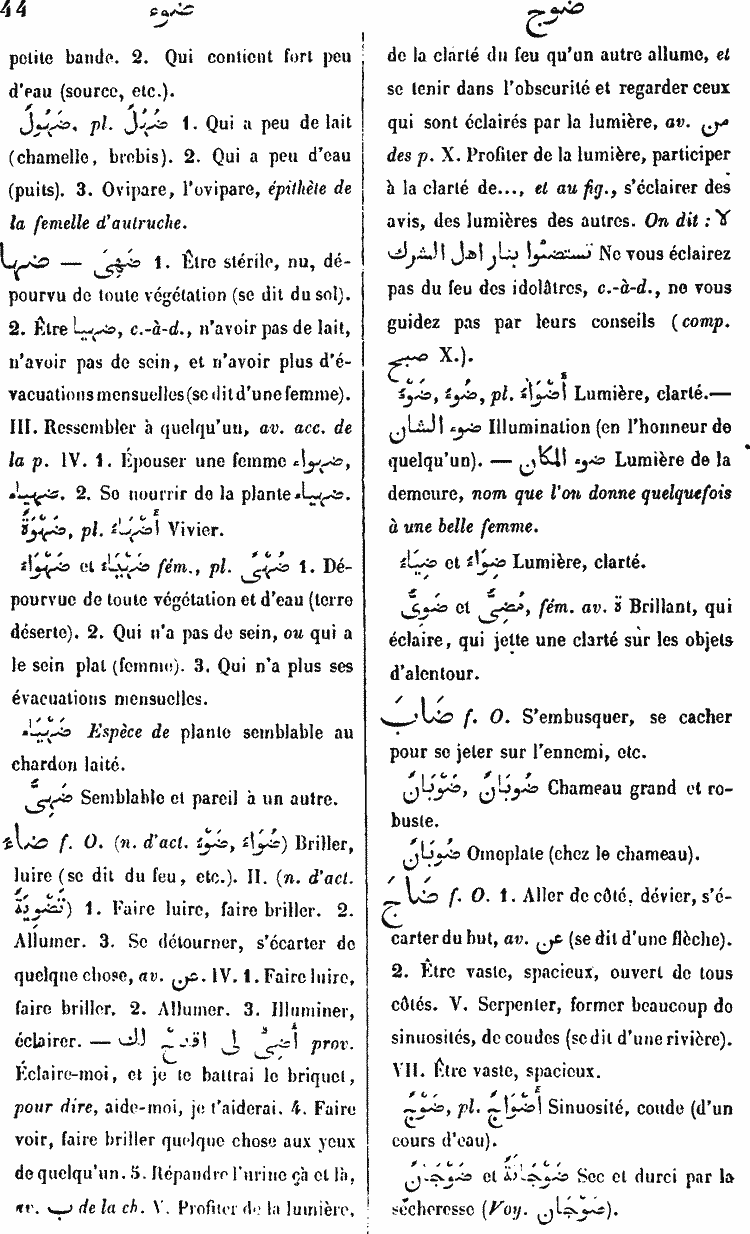 44
ضوء
ضوج
petite bande. 2. Qui contient fort peu
d'eau (source, etc.).
ضَهُولٌ, pl. ضُهُلٌ 1. Qui a peu de lait
(chamelle, brebis). 2. Qui a peu d'eau
(puits). 3. Ovipare, l'ovipare, épithète de
la femelle d'autruche.
ضهيا — ضَهِيَ 1. Être stérile, nu, dé-
pourvu de toute végétation (se dit du sol).
2. Être ضهيا, c.-à-d., n'avoir pas de lait,
n'avoir pas de sein, et n'avoir plus d'é-
vacuations mensuelles (se dit d'une femme).
III. Ressembler à quelqu'un, av. acc. de
la p. IV. 1. Épouser une femme ضهواء,
ضهياء. 2. Se nourrir de la plante ضهياء.
ضَهْوَةٌ, pl. أَضْهَاءٌ Vivier.
ضَهْوَاءُ et ضَهْيَاءُ fém., pl. ضُهْىٌ 1. Dé-
pourvue de toute végétation et d'eau (terre
déserte). 2. Qui n'a pas de sein, ou qui a
le sein plat (femme). 3. Qui n'a plus ses
évacuations mensuelles.
ضَهْيَاءُ Espèce de plante semblable au
chardon laité.
ضَهِىٌّ Semblable et pareil à un autre.
ضاء f. O. (n. d'act. ضَوْءٌ, ضُوَاءٌ) Briller,
luire (se dit du feu, etc.). II. (n. d'act.
تَضْوِئَةٌ) 1. Faire luire, faire briller. 2.
Allumer. 3. Se détourner, s'écarter de
quelque chose, av. عن. IV. 1. Faire luire,
faire briller. 2. Allumer. 3. Illuminer,
éclairer. — أَضِئْ لى اقدح لك prov.
Éclaire-moi, et je te battrai le briquet,
pour dire, aide-moi, je t'aiderai. 4. Faire
voir, faire briller quelque chose aux yeux
de quelqu'un. 5. Répandre l'urine çà et là,
av. ب de la ch. V. Profiter de la lumière,
de la clarté du feu qu'un autre allume, et
se tenir dans l'obscurité et regarder ceux
qui sont éclairés par la lumière, av. من
des p. X. Profiter de la lumière, participer
à la clarté de..., et au fig., s'éclairer des
avis, des lumières des autres. On dit : لا
تستضئوا بنار اهل الشرك Ne vous éclairez
pas du feu des idolâtres, c.-à-d., ne vous
guidez pas par leurs conseils (comp.
صبح X.).
ضَوْءٌ, ضُوءٌ, pl. أَضْوَاءٌ Lumière, clarté.—
ضوء الشان Illumination (en l'honneur de
quelqu'un). — ضوء المكان Lumière de la
demeure, nom que l'on donne quelquefois
à une belle femme.
ضِيَاءٌ et ضِوَاءٌ Lumière, clarté.
ضَوِىٌّ et مُضِىٌّ, fém. av. ة Brillant, qui
éclaire, qui jette une clarté sur les objets
d'alentour.
ضَابَ f. O. S'embusquer, se cacher
pour se jeter sur l'ennemi, etc.
ضَوْبَانٌ, ضُوبَانٌ Chameau grand et ro-
buste.
ضُوبَانٌ Omoplate (chez le chameau).
ضَاجَ f. O. 1. Aller de côté, dévier, s'é-
carter du but, av. عن (se dit d'une flèche).
2. Être vaste, spacieux, ouvert de tous
côtés. V. Serpenter, former beaucoup de
sinuosités, de coudes (se dit d'une rivière).
VII. Être vaste, spacieux.
ضَوْجٌ, pl. أَضْوَاجٌ Sinuosité, coude (d'un
cours d'eau).
ضَوْجَانٌ et ضَوْجَانَةٌ Sec et durci par la
sécheresse (Voy. ضَوْجَان).